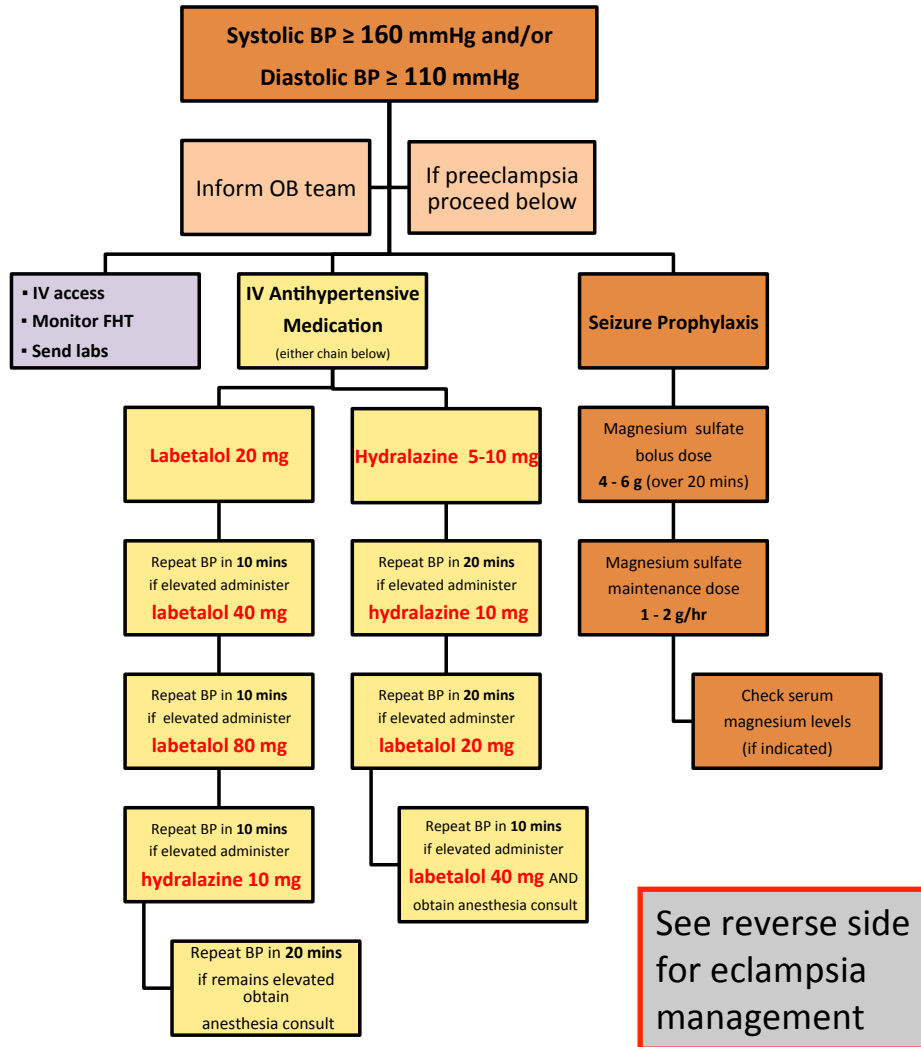 Systolic BP ≥ 160 mmHg and/or
Diastolic BP ≥ 110 mmHg
Inform OB team
If preeclampsia
proceed below
▪ IV access
▪ Monitor FHT
▪ Send labs
IV Antihypertensive
Medication
(either chain below)
Seizure Prophylaxis
Labetalol 20 mg
Repeat BP in 10 mins
if elevated administer
labetalol 40 mg
Repeat BP in 10 mins
if elevated administer
labetalol 80 mg
Repeat BP in 10 mins
if elevated administer
hydralazine 10 mg
Repeat BP in 20 mins
if remains elevated
obtain
anesthesia consult
Hydralazine 5-10 mg
Repeat BP in 20 mins
if elevated administer
hydralazine 10 mg
Repeat BP in 20 mins
if elevated adminster
labetalol 20 mg
Repeat BP in 10 mins
if elevated administer
labetalol 40 mg AND
obtain anesthesia consult
Magnesium sulfate
bolus dose
4 - 6 g (over 20 mins)
Magnesium sulfate
maintenance dose
1 - 2 g/hr
Check serum
magnesium levels
(if indicated)
See reverse side
for eclampsia
management